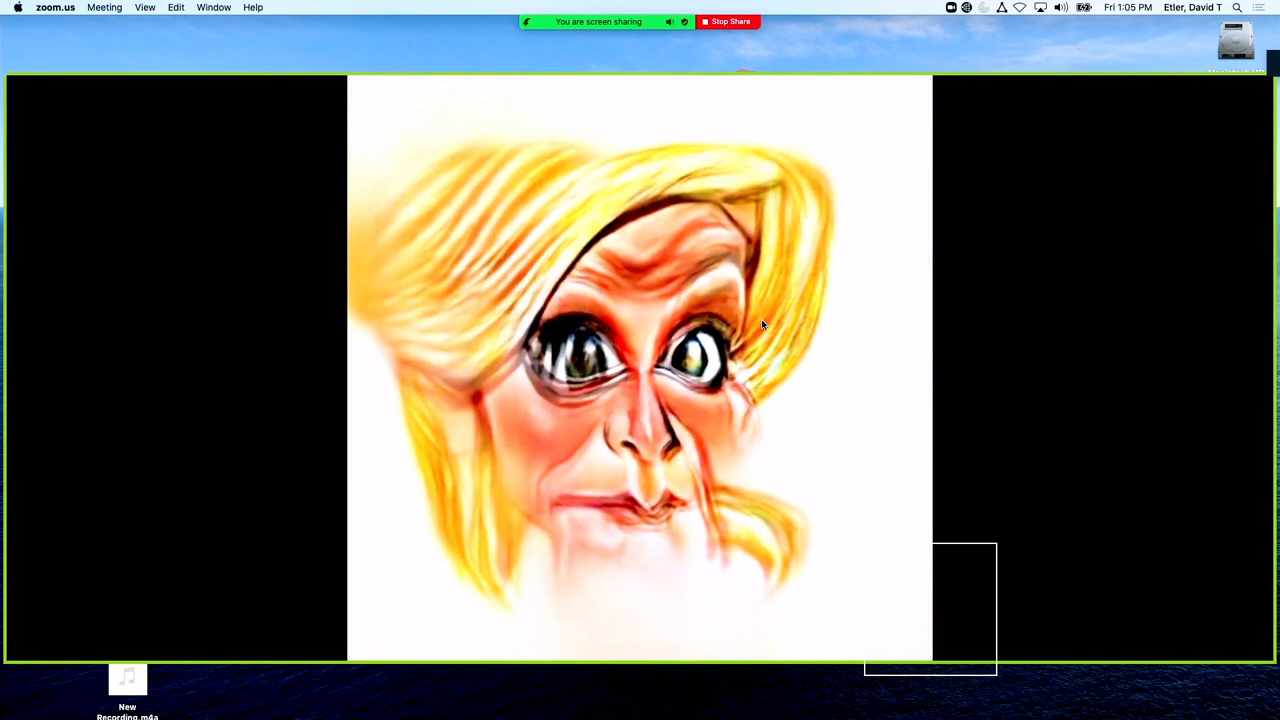 zoom.us Meeting View Edit Window Help Fri 1:05 PM Etler, David T
You are screen sharing Stop Share
New
Recording.m4a